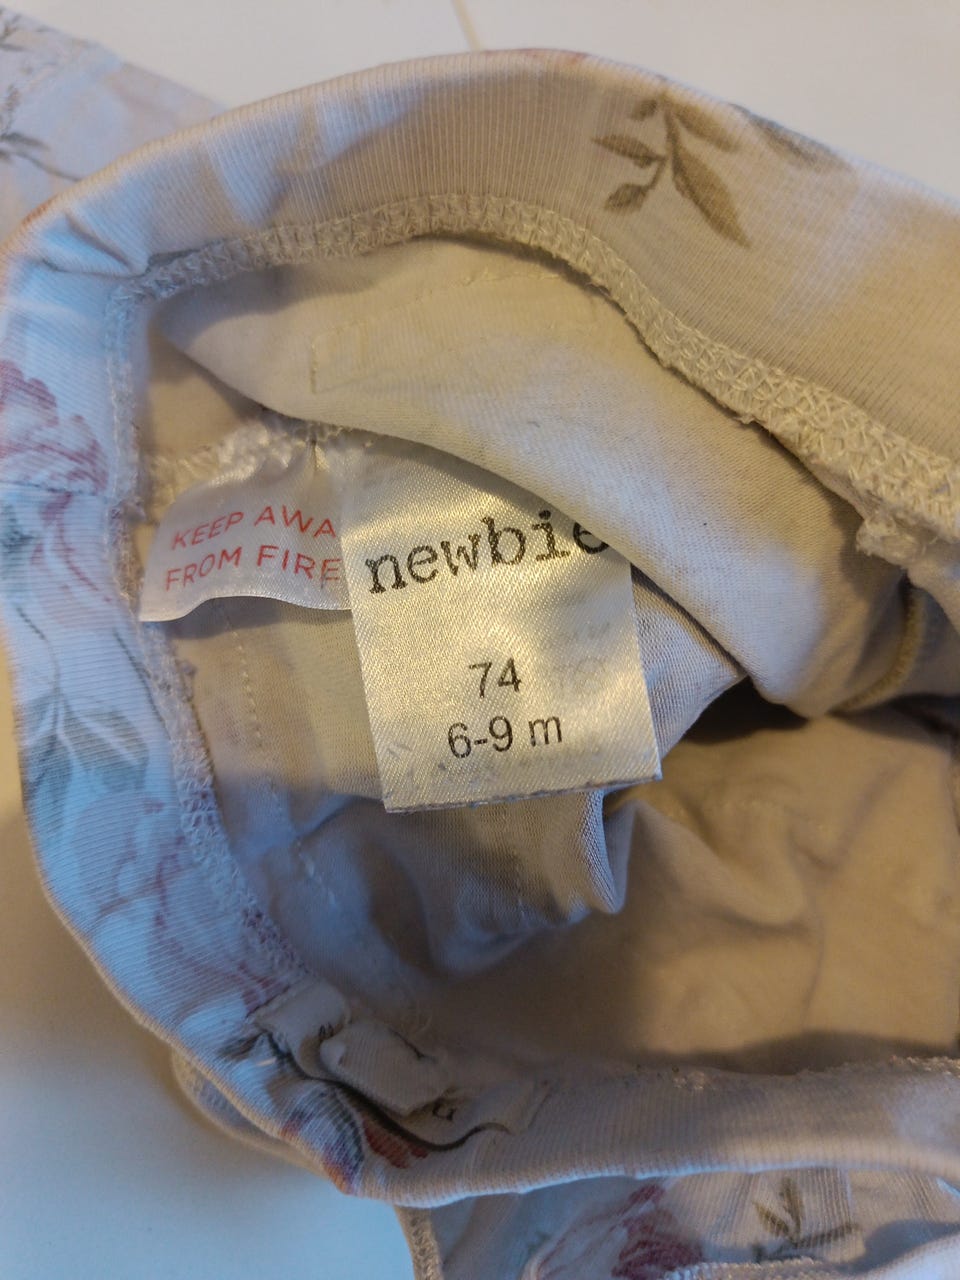 KEEP AWA
FROM FIRE
newbie
74
6-9 m